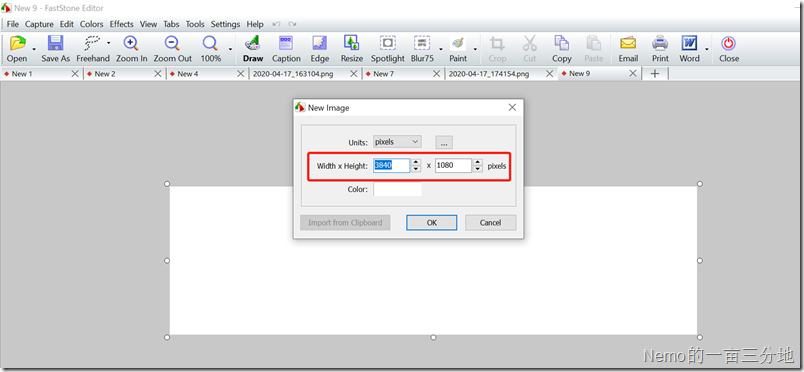 New 9 - FastStone Editor
File Capture Edit Colors Effects View Tabs Tools Settings Help
Open Save As Freehand Zoom In Zoom Out 100% Draw Caption Edge Resize Spotlight Blur75 Paint Crop Cut Copy Paste Email Print Word Close
New 1 New 2 New 4 2020-04-17_163104.png New 7 2020-04-17_174154.png New 9
New Image
Units: pixels ...
Width x Height: 3840 x 1080 pixels
Color:
Import from Clipboard OK Cancel
Nemo的一亩三分地